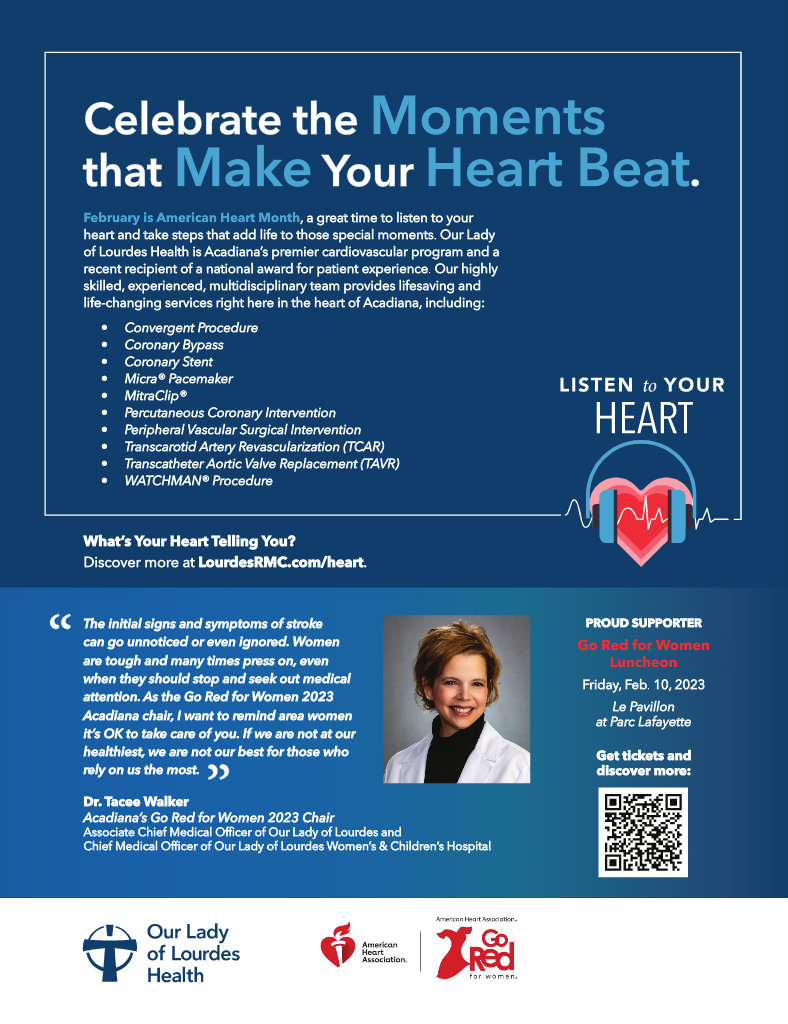 Celebrate the Moments
that Make Your Heart Beat.
February is American Heart Month, a great time to listen to your
heart and take steps that add life to those special moments. Our Lady
of Lourdes Health is Acadiana's premier cardiovascular program and a
recent recipient of a national award for patient experience. Our highly
skilled, experienced, multidisciplinary team provides lifesaving and
life-changing services right here in the heart of Acadiana, including:
• Convergent Procedure
• Coronary Bypass
• Coronary Stent
• Micra® Pacemaker
• MitraClip®
• Percutaneous Coronary Intervention
• Peripheral Vascular Surgical Intervention
• Transcarotid Artery Revascularization (TCAR)
• Transcatheter Aortic Valve Replacement (TAVR)
• WATCHMAN® Procedure
LISTEN to YOUR
HEART
What's Your Heart Telling You?
Discover more at LourdesRMC.com/heart.
“ The initial signs and symptoms of stroke
can go unnoticed or even ignored. Women
are tough and many times press on, even
when they should stop and seek out medical
attention. As the Go Red for Women 2023
Acadiana chair, I want to remind area women
it's OK to take care of you. If we are not at our
healthiest, we are not our best for those who
rely on us the most. ”
Dr. Tacee Walker
Acadiana's Go Red for Women 2023 Chair
Associate Chief Medical Officer of Our Lady of Lourdes and
Chief Medical Officer of Our Lady of Lourdes Women's & Children's Hospital
PROUD SUPPORTER
Go Red for Women
Luncheon
Friday, Feb. 10, 2023
Le Pavillon
at Parc Lafayette
Get tickets and
discover more:
Our Lady
of Lourdes
Health
American
Heart
Association.
American Heart Association.
Go
Red
for women.